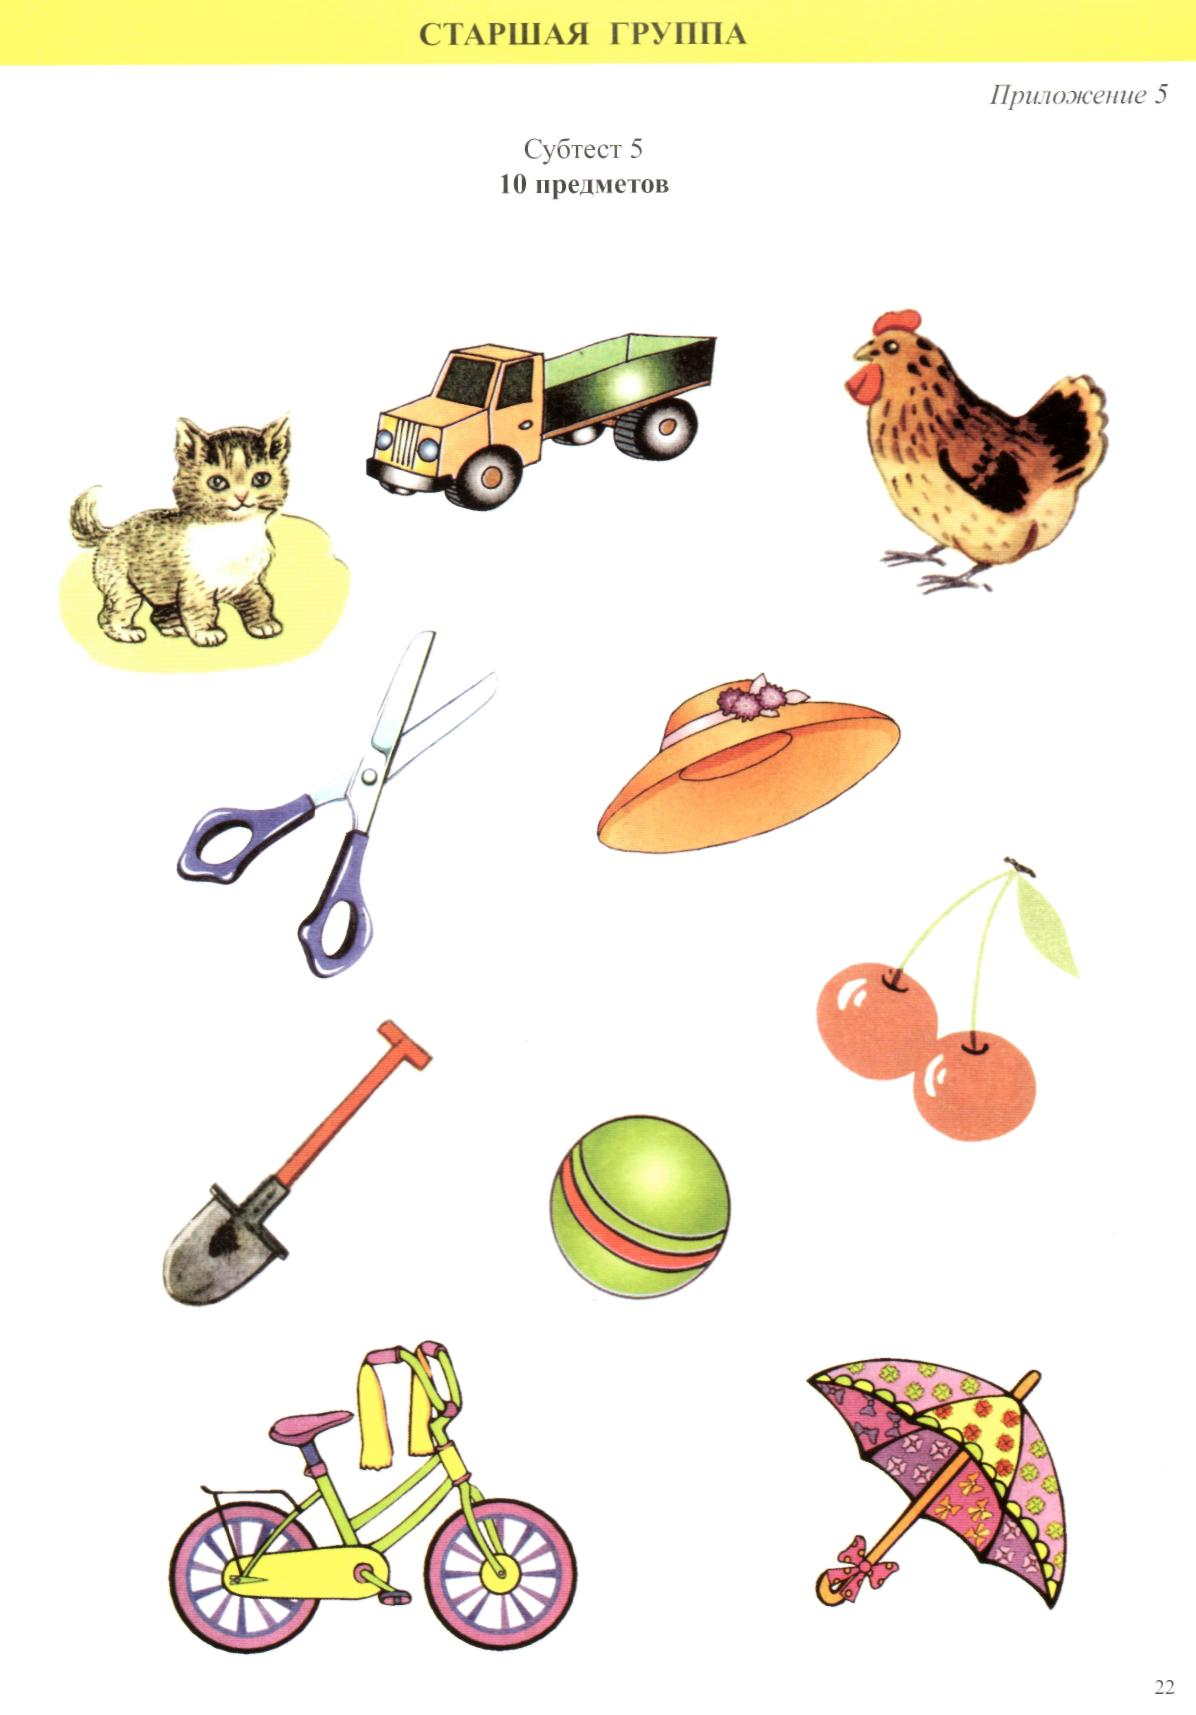 СТАРШАЯ ГРУППА
Приложение 5
Субтест 5
10 предметов
22